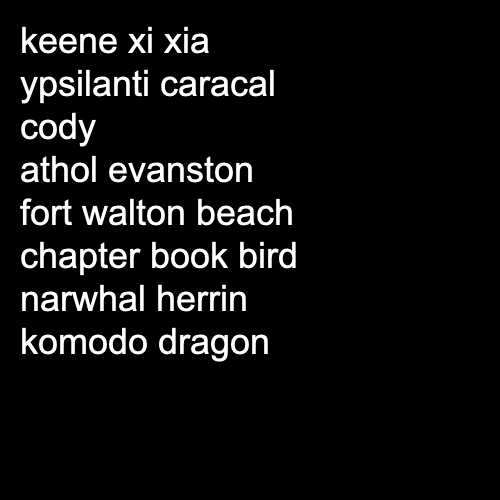 keene xi xia
ypsilanti caracal
cody
athol evanston
fort walton beach
chapter book bird
narwhal herrin
komodo dragon